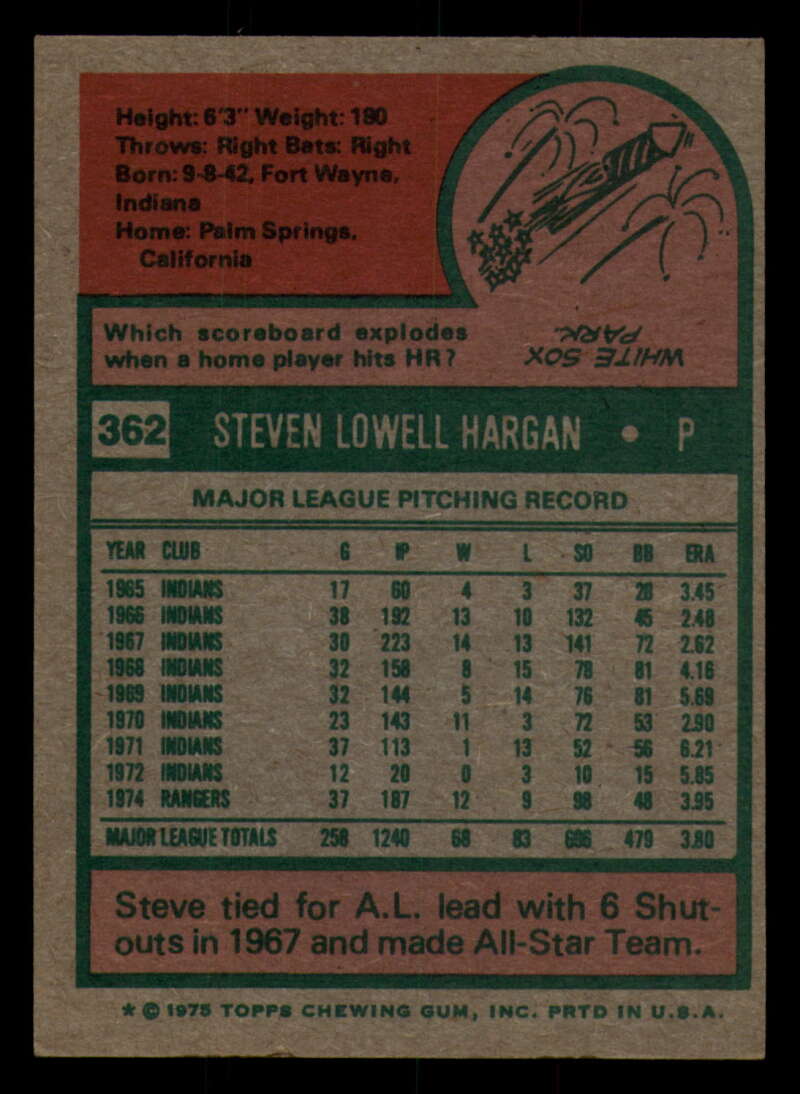 Height: 6'3" Weight: 190
Throws: Right Bats: Right
Born: 9-8-42, Fort Wayne,
Indiana
Home: Palm Springs,
California
Which scoreboard explodes
when a home player hits HR?
WHITE SOX
PARK.
362 STEVEN LOWELL HARGAN • P
MAJOR LEAGUE PITCHING RECORD
YEAR CLUB G IP W L SO BB ERA
1965 INDIANS 17 60 4 3 37 28 3.45
1966 INDIANS 38 192 13 10 132 45 2.48
1967 INDIANS 30 223 14 13 141 72 2.62
1968 INDIANS 32 158 8 15 78 81 4.16
1969 INDIANS 32 144 5 14 76 81 5.69
1970 INDIANS 23 143 11 3 72 53 2.90
1971 INDIANS 37 113 1 13 52 56 6.21
1972 INDIANS 12 20 0 3 10 15 5.85
1974 RANGERS 37 187 12 9 98 48 3.95
MAJOR LEAGUE TOTALS 258 1240 68 83 696 479 3.80
Steve tied for A.L. lead with 6 Shut-
outs in 1967 and made All-Star Team.
* © 1975 TOPPS CHEWING GUM, INC. PRTD IN U.S.A.